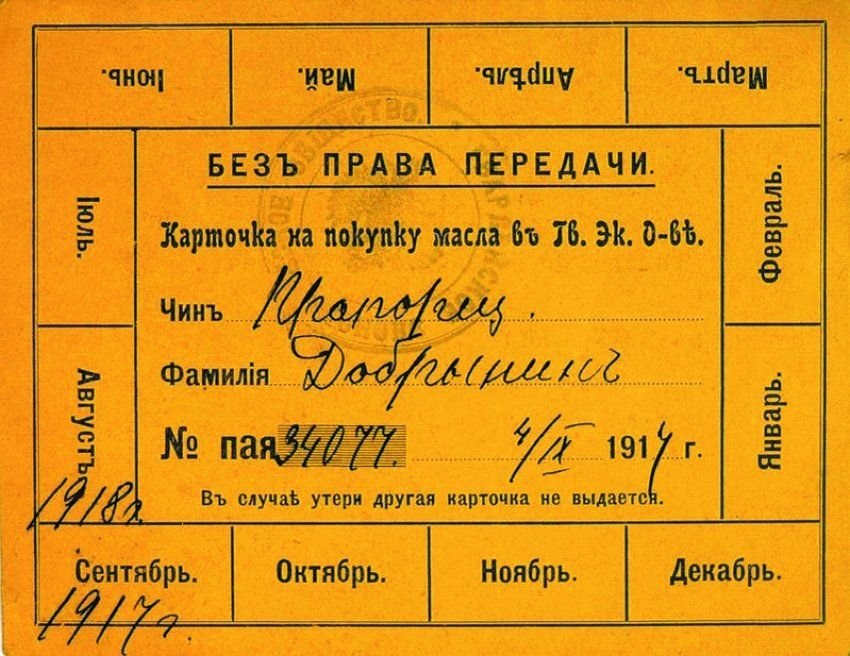 Іюнь.
Май.
Апрѣль.
Мартъ.
БЕЗЪ ПРАВА ПЕРЕДАЧИ.
Карточка на покупку масла въ Гв. Эк. О-вѣ.
Чинъ Прапорщ.
Фамилія Добрынинъ
№ пая 34077. 4/IX 1917 г.
Въ случаѣ утери другая карточка не выдается.
Іюль.
Августъ.
1918 г.
Февраль.
Январь.
Сентябрь.
Октябрь.
Ноябрь.
Декабрь.
1917 г.